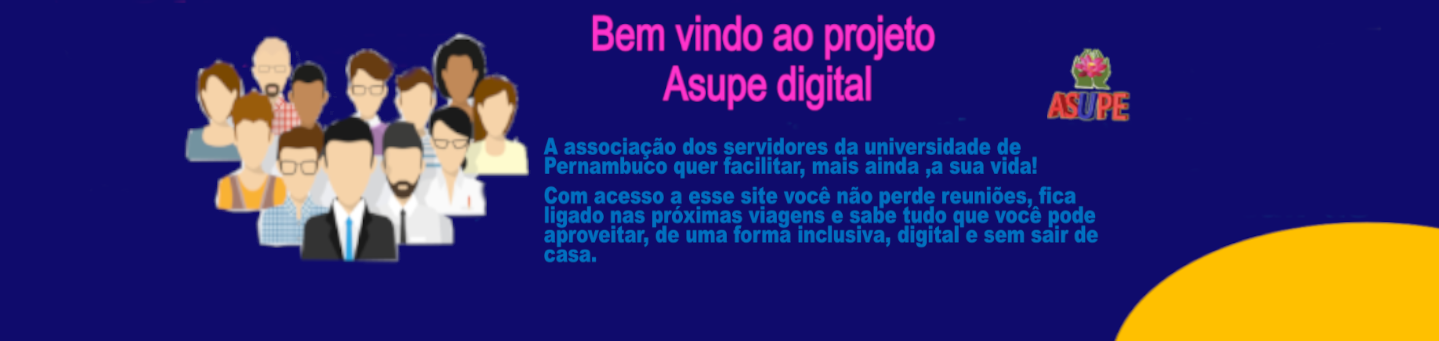 Bem vindo ao projeto
Asupe digital
ASUPE
A associação dos servidores da universidade de
Pernambuco quer facilitar, mais ainda ,a sua vida!
Com acesso a esse site você não perde reuniões, fica
ligado nas próximas viagens e sabe tudo que você pode
aproveitar, de uma forma inclusiva, digital e sem sair de
casa.